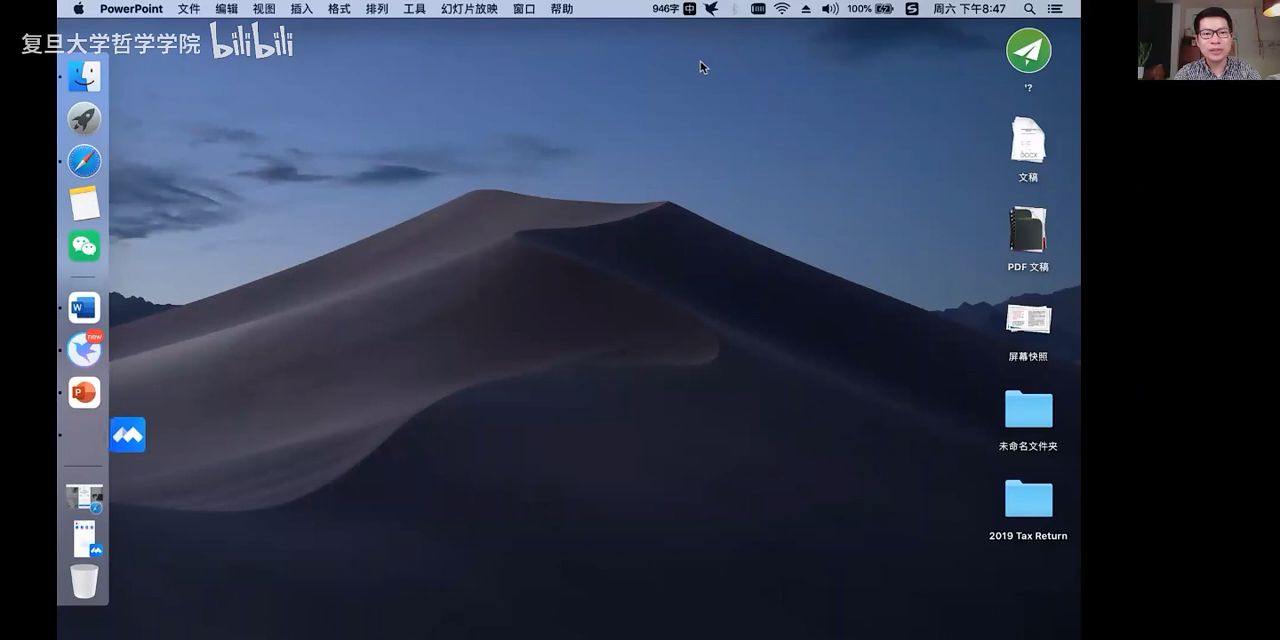 PowerPoint 文件 编辑 视图 插入 格式 工具 排列 幻灯片放映 窗口 帮助 946字 中 100% S 周六 下午8:47
复旦大学哲学学院 bilibili
'?
DOCX
文稿
PDF 文稿
W
new
屏幕快照
P
未命名文件夹
2019 Tax Return